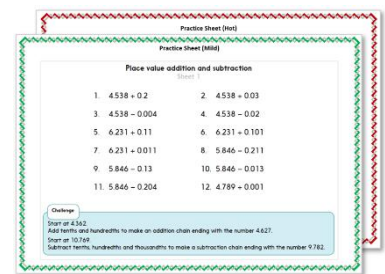 Practice Sheet (Hot)
Practice Sheet (Mild)
Place value addition and subtraction
Sheet 1
1. 4.538 + 0.2 2. 4.538 + 0.03
3. 4.538 – 0.004 4. 4.538 – 0.02
5. 6.231 + 0.11 6. 6.231 + 0.101
7. 6.231 + 0.011 8. 5.846 – 0.211
9. 5.846 – 0.13 10. 5.846 – 0.013
11. 5.846 – 0.204 12. 4.789 + 0.001
Challenge
Start at 4.362.
Add tenths and hundredths to make an addition chain ending with the number 4.627.
Start at 10.769.
Subtract tenths, hundredths and thousandths to make a subtraction chain ending with the number 9.782.